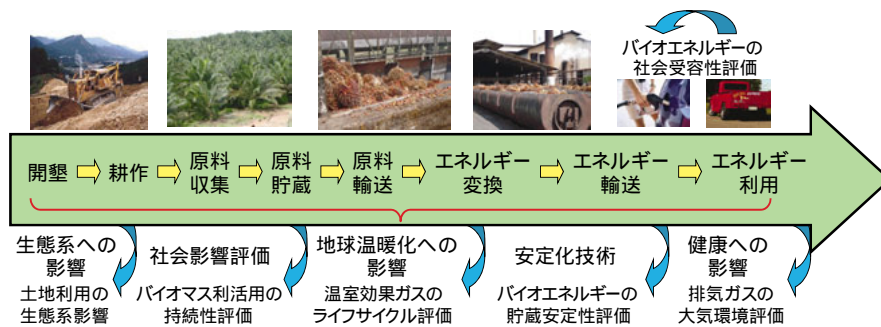 バイオエネルギーの
社会受容性評価
開墾
耕作
原料
収集
原料
貯蔵
原料
輸送
エネルギー
変換
エネルギー
輸送
エネルギー
利用
生態系への
影響
土地利用の
生態系影響
社会影響評価
バイオマス利活用の
持続性評価
地球温暖化への
影響
温室効果ガスの
ライフサイクル評価
安定化技術
バイオエネルギーの
貯蔵安定性評価
健康への
影響
排気ガスの
大気環境評価